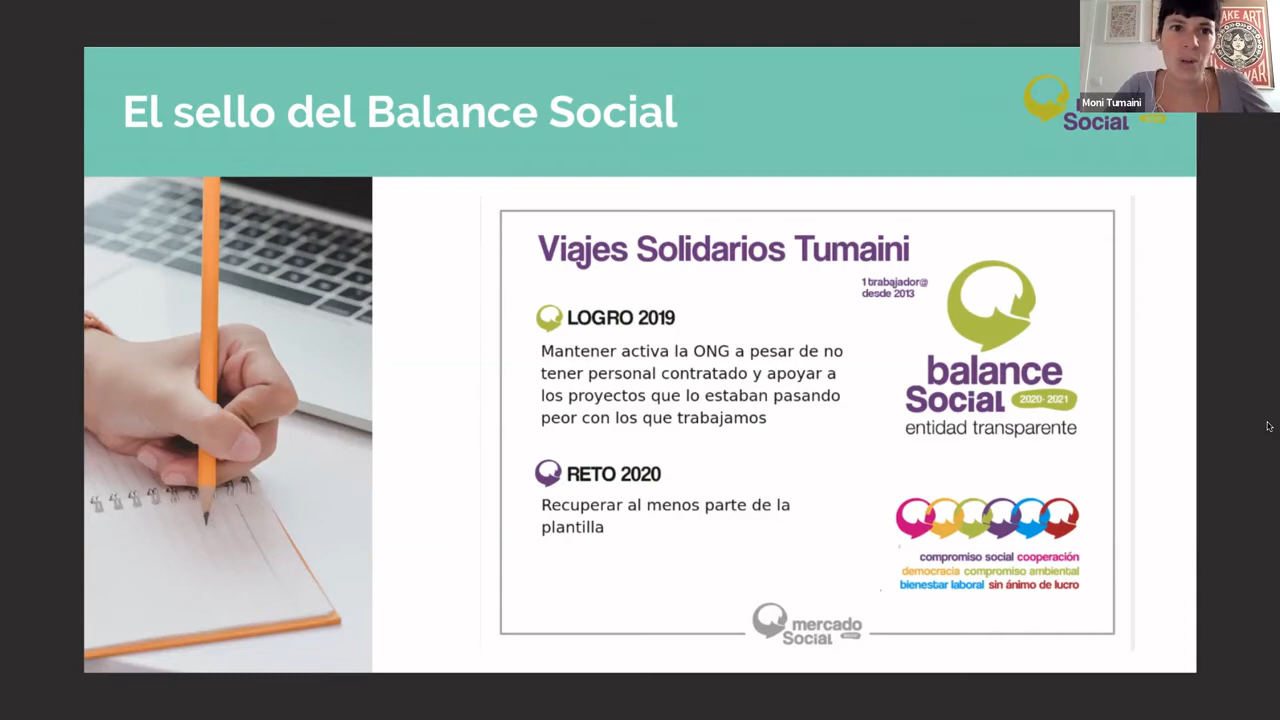 El sello del Balance Social
Social
Moni Tumaini
MAKE ART
WAR
Viajes Solidarios Tumaini
1 trabajador@
desde 2013
LOGRO 2019
Mantener activa la ONG a pesar de no
tener personal contratado y apoyar a
los proyectos que lo estaban pasando
peor con los que trabajamos
balance
Social 2020-2021
entidad transparente
RETO 2020
Recuperar al menos parte de la
plantilla
compromiso social cooperación
democracia compromiso ambiental
bienestar laboral sin ánimo de lucro
mercado
Social